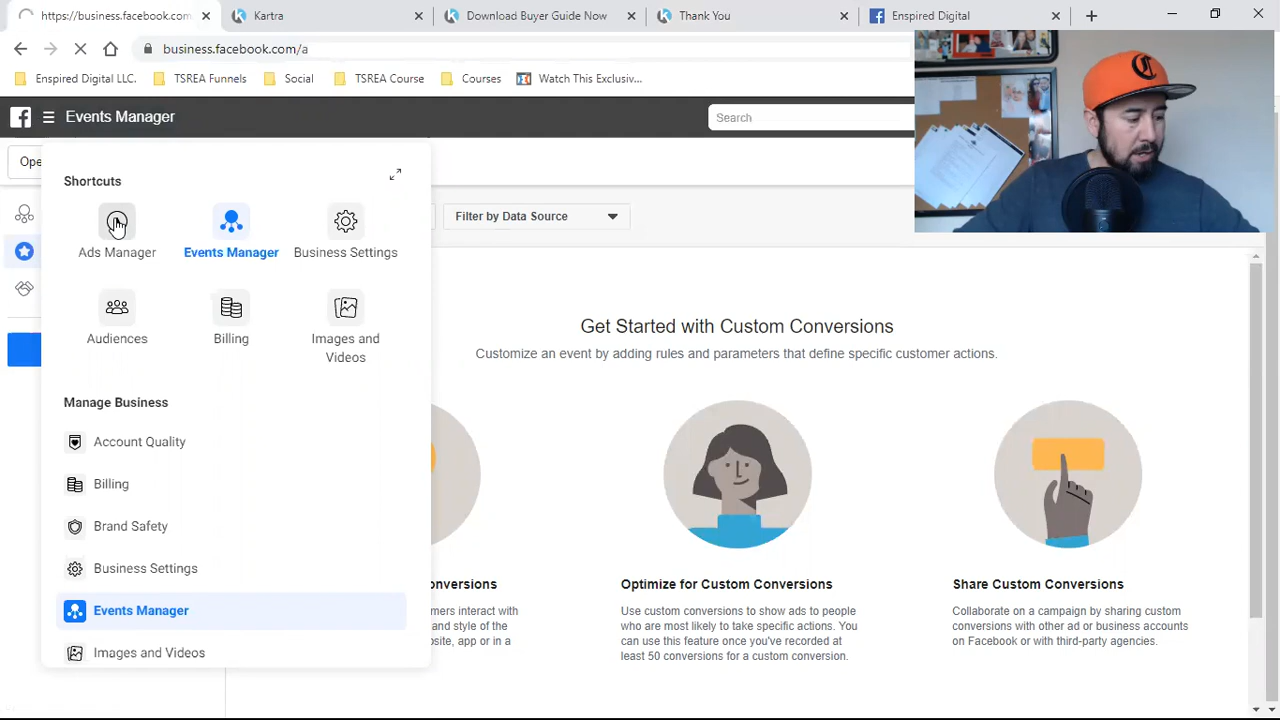 https://business.facebook.com
Kartra
Download Buyer Guide Now
Thank You
Enspired Digital
business.facebook.com/a
Enspired Digital LLC.
TSREA Funnels
Social
TSREA Course
Courses
Watch This Exclusiv...
Events Manager
Search
Ope
Shortcuts
Filter by Data Source
Ads Manager
Events Manager
Business Settings
Audiences
Billing
Images and
Videos
Get Started with Custom Conversions
Customize an event by adding rules and parameters that define specific customer actions.
Manage Business
Account Quality
Billing
Brand Safety
Business Settings
Events Manager
Images and Videos
onversions
mers interact with
and style of the
osite, app or in a
Optimize for Custom Conversions
Use custom conversions to show ads to people
who are most likely to take specific actions. You
can use this feature once you've recorded at
least 50 conversions for a custom conversion.
Share Custom Conversions
Collaborate on a campaign by sharing custom
conversions with other ad or business accounts
on Facebook or with third-party agencies.